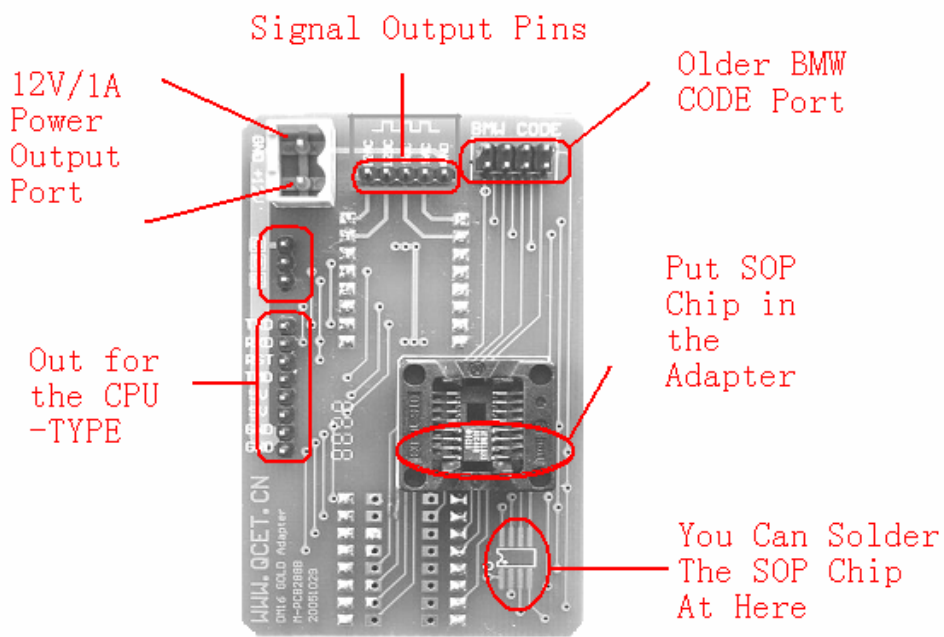 Signal Output Pins
12V/1A
Power
Output
Port
Older BMW
CODE Port
BMW CODE
GND
Put SOP
Chip in
the
Adapter
Out for
the CPU
-TYPE
WWW.QCET.CN
DM16 GOLD Adapter
M-PCB288B
20051029
You Can Solder
The SOP Chip
At Here